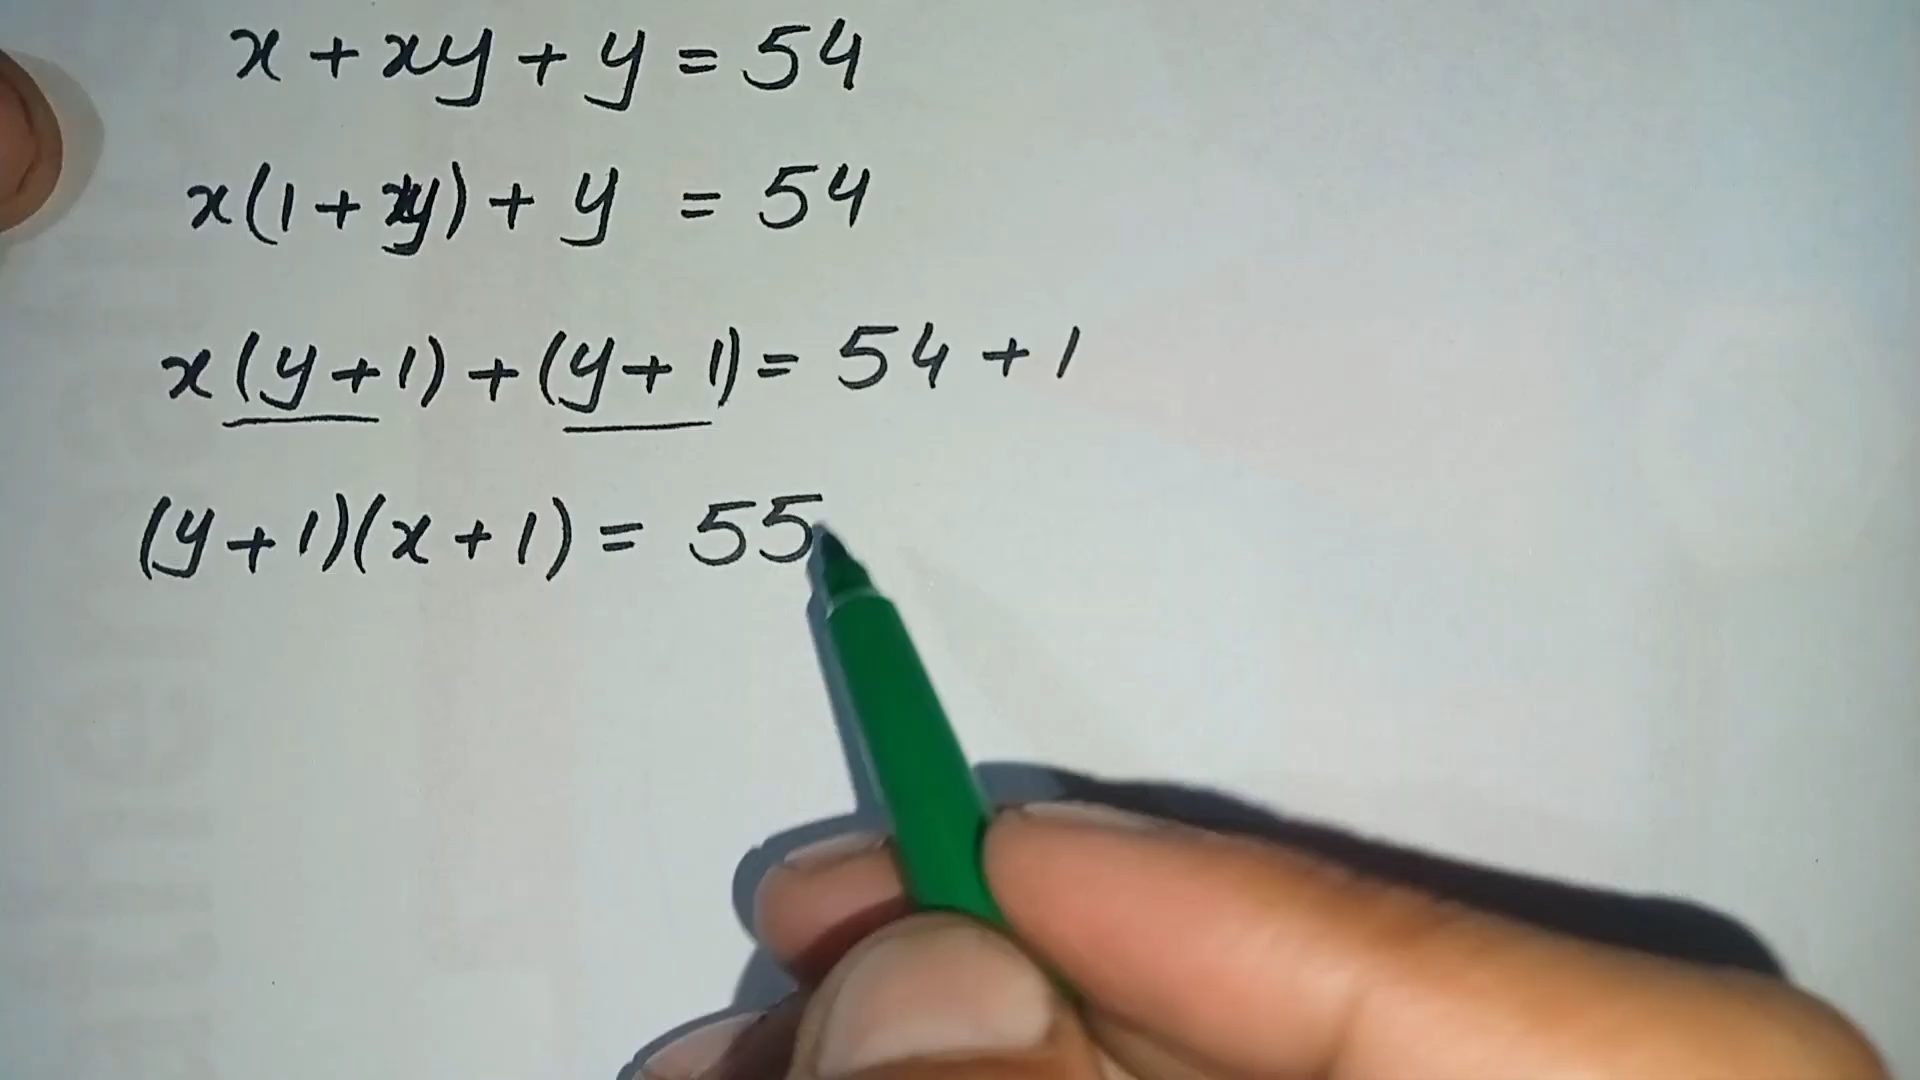 x + xy + y = 54
x(1 + y) + y = 54
x(y + 1) + (y + 1) = 54 + 1
(y + 1)(x + 1) = 55